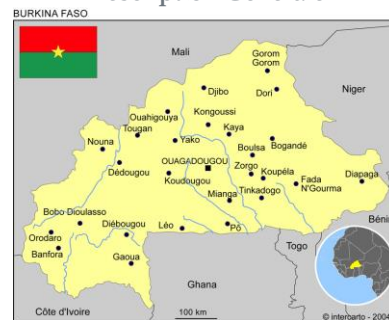 BURKINA FASO
Mali
Gorom
Gorom
Niger
Djibo
Dori
Ouahigouya
Kongoussi
Tougan
Kaya
Nouna
Yako
Bogandé
Boulsa
OUAGADOUGOU
Zorgo
Koupéla
Dédougou
Koudougou
Fada
N'Gourma
Diapaga
Mianga
Tinkadogo
Bobo Dioulasso
Diébougou
Léo
Pô
Bénin
Orodaro
Banfora
Gaoua
Togo
Ghana
Côte d'Ivoire
100 km
© intercarto - 2004